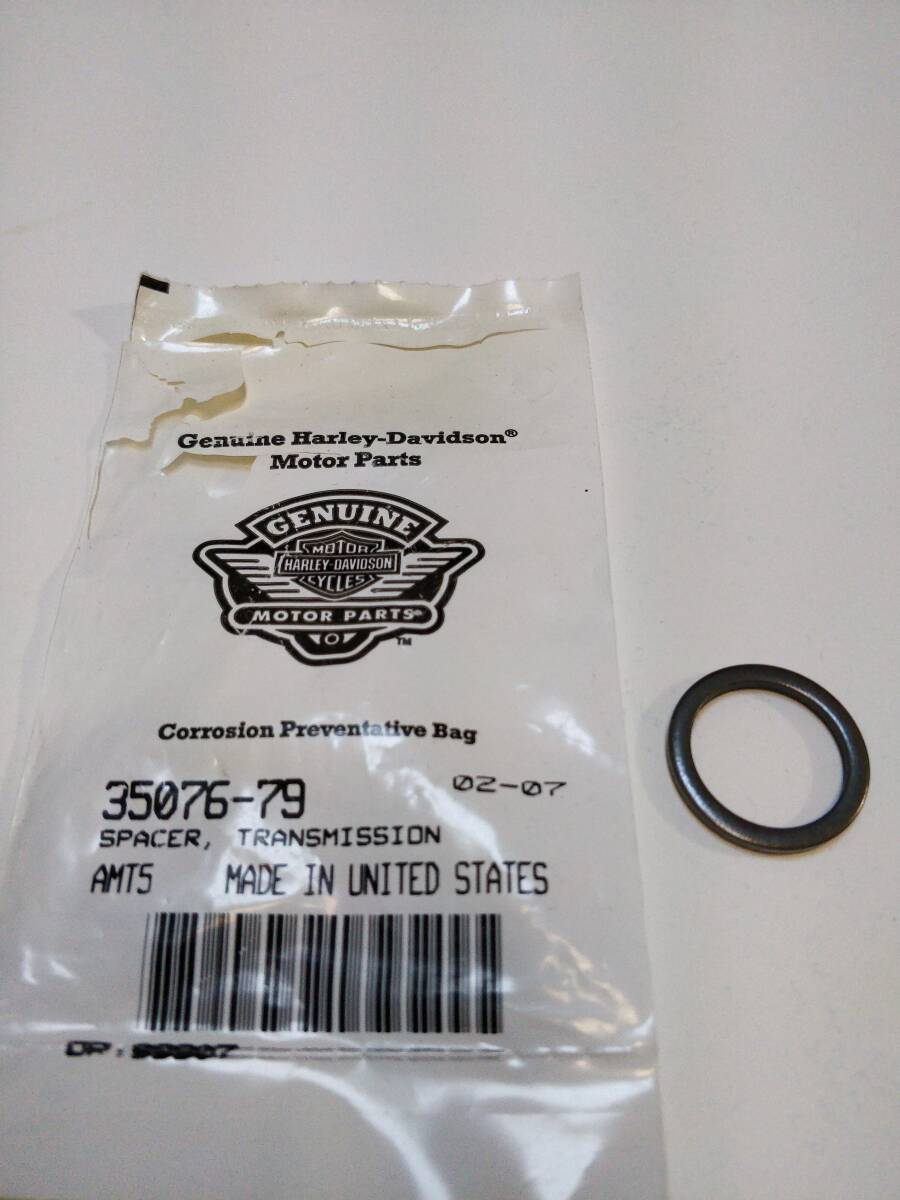 Genuine Harley-Davidson®
Motor Parts
GENUINE
MOTOR
HARLEY-DAVIDSON
CYCLES
MOTOR PARTS
TM
Corrosion Preventative Bag
02-07
35076-79
SPACER, TRANSMISSION
AMT5 MADE IN UNITED STATES